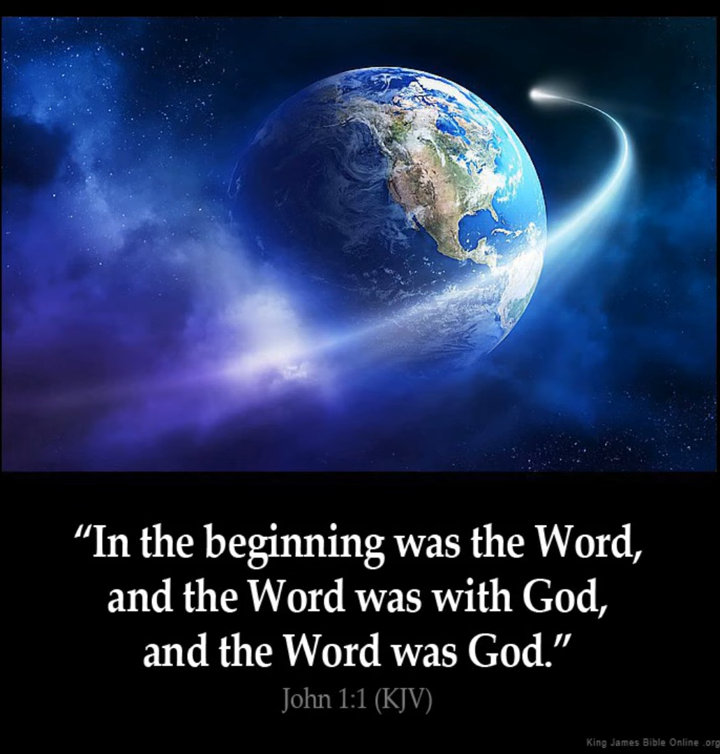 “In the beginning was the Word,
and the Word was with God,
and the Word was God.”
John 1:1 (KJV)
King James Bible Online .org